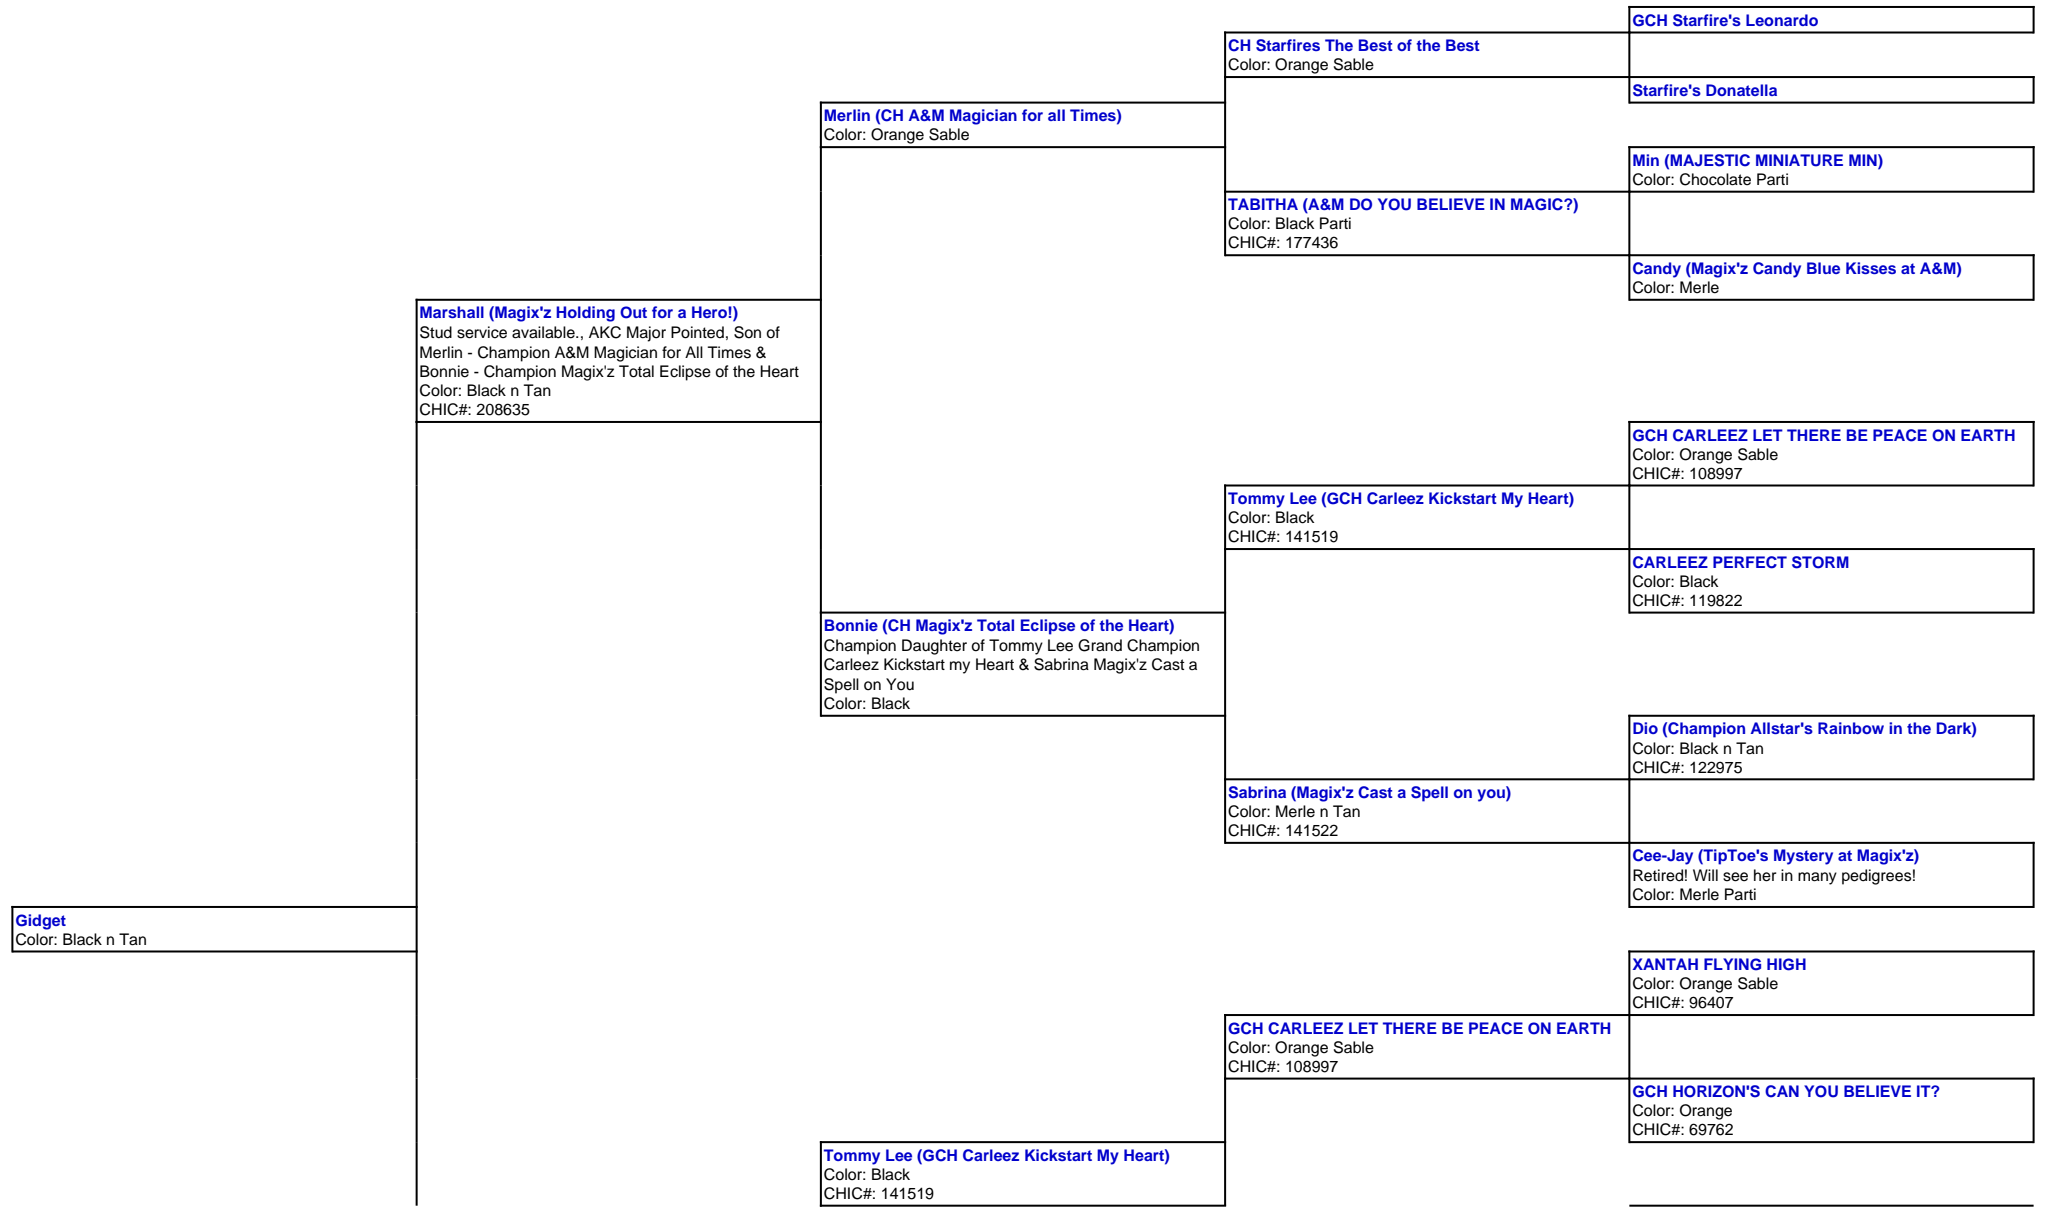 GCH Starfire's Leonardo
CH Starfires The Best of the Best
Color: Orange Sable
Starfire's Donatella
Merlin (CH A&M Magician for all Times)
Color: Orange Sable
Min (MAJESTIC MINIATURE MIN)
Color: Chocolate Parti
TABITHA (A&M DO YOU BELIEVE IN MAGIC?)
Color: Black Parti
CHIC#: 177436
Candy (Magix'z Candy Blue Kisses at A&M)
Color: Merle
Marshall (Magix'z Holding Out for a Hero!)
Stud service available., AKC Major Pointed, Son of
Merlin - Champion A&M Magician for All Times &
Bonnie - Champion Magix'z Total Eclipse of the Heart
Color: Black n Tan
CHIC#: 208635
GCH CARLEEZ LET THERE BE PEACE ON EARTH
Color: Orange Sable
CHIC#: 108997
Tommy Lee (GCH Carleez Kickstart My Heart)
Color: Black
CHIC#: 141519
CARLEEZ PERFECT STORM
Color: Black
CHIC#: 119822
Bonnie (CH Magix'z Total Eclipse of the Heart)
Champion Daughter of Tommy Lee Grand Champion
Carleez Kickstart my Heart & Sabrina Magix'z Cast a
Spell on You
Color: Black
Dio (Champion Allstar's Rainbow in the Dark)
Color: Black n Tan
CHIC#: 122975
Sabrina (Magix'z Cast a Spell on you)
Color: Merle n Tan
CHIC#: 141522
Cee-Jay (TipToe's Mystery at Magix'z)
Retired! Will see her in many pedigrees!
Color: Merle Parti
Gidget
Color: Black n Tan
XANTAH FLYING HIGH
Color: Orange Sable
CHIC#: 96407
GCH CARLEEZ LET THERE BE PEACE ON EARTH
Color: Orange Sable
CHIC#: 108997
GCH HORIZON'S CAN YOU BELIEVE IT?
Color: Orange
CHIC#: 69762
Tommy Lee (GCH Carleez Kickstart My Heart)
Color: Black
CHIC#: 141519